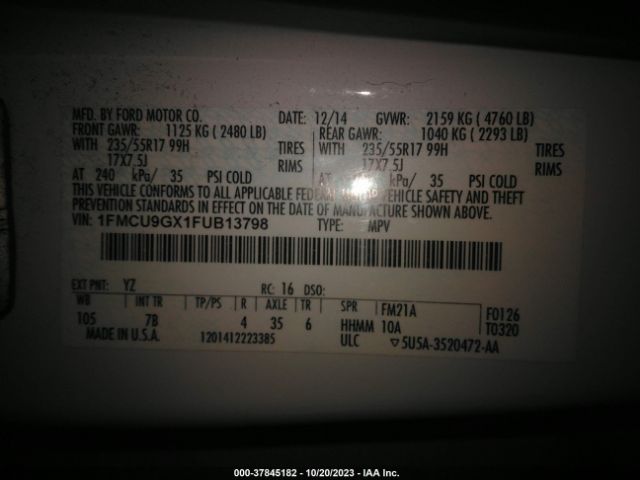 MFD. BY FORD MOTOR CO. DATE: 12/14 GVWR: 2159 KG ( 4760 LB)
FRONT GAWR: 1125 KG ( 2480 LB) REAR GAWR: 1040 KG ( 2293 LB)
WITH 235/55R17 99H TIRES WITH 235/55R17 99H TIRES
17X7.5J RIMS 17X7.5J RIMS
AT 240 kPa/ 35 PSI COLD AT kPa/ 35 PSI COLD
THIS VEHICLE CONFORMS TO ALL APPLICABLE FEDERAL MOTOR VEHICLE SAFETY AND THEFT
PREVENTION STANDARDS IN EFFECT ON THE DATE OF MANUFACTURE SHOWN ABOVE.
VIN: 1FMCU9GX1FUB13798 TYPE: MPV
EXT PNT: YZ RC: 16 DSO:
WB INT TR TP/PS R AXLE TR SPR FM21A F0126
105 7B 4 35 6 HHMM 10A T0320
MADE IN U.S.A. 1201412223385 ULC ▽5U5A-3520472-AA
000-37845182 - 10/20/2023 - IAA Inc.